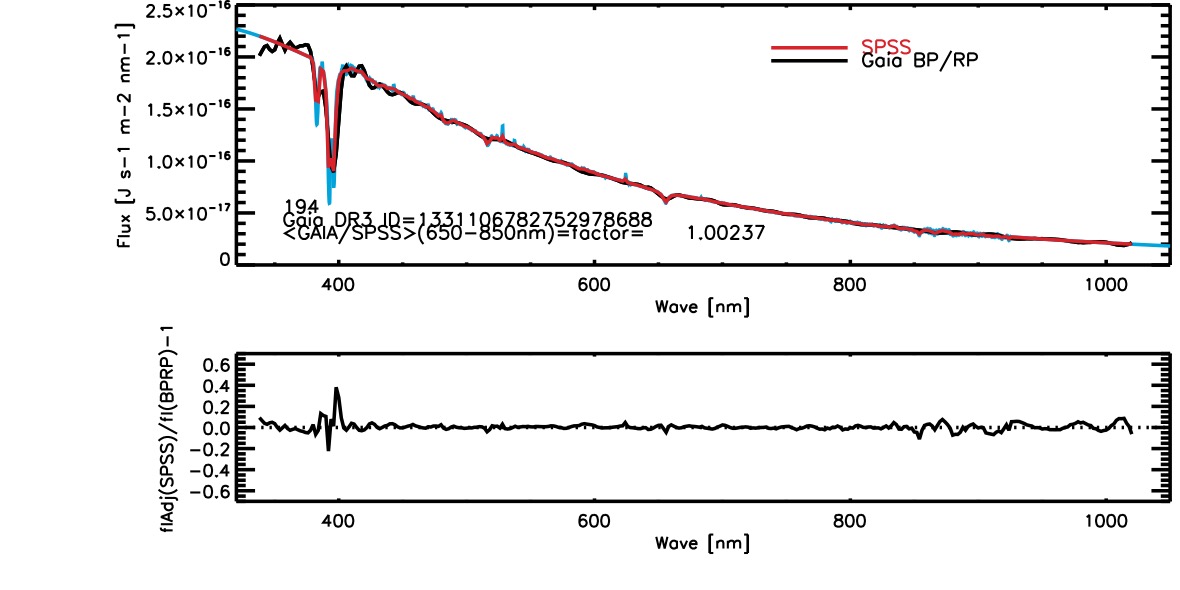 2.5×10−16
2.0×10−16
1.5×10−16
1.0×10−16
5.0×10−17
0
Flux [J s−1 m−2 nm−1]
SPSS
Gaia BP/RP
194
Gaia DR3 ID=1331106782752978688
<GAIA/SPSS>(650−850nm)=factor= 1.00237
400 600 800 1000
Wave [nm]
0.6
0.4
0.2
0.0
−0.2
−0.4
−0.6
flAdj(SPSS)/fl(BPRP)−1
400 600 800 1000
Wave [nm]